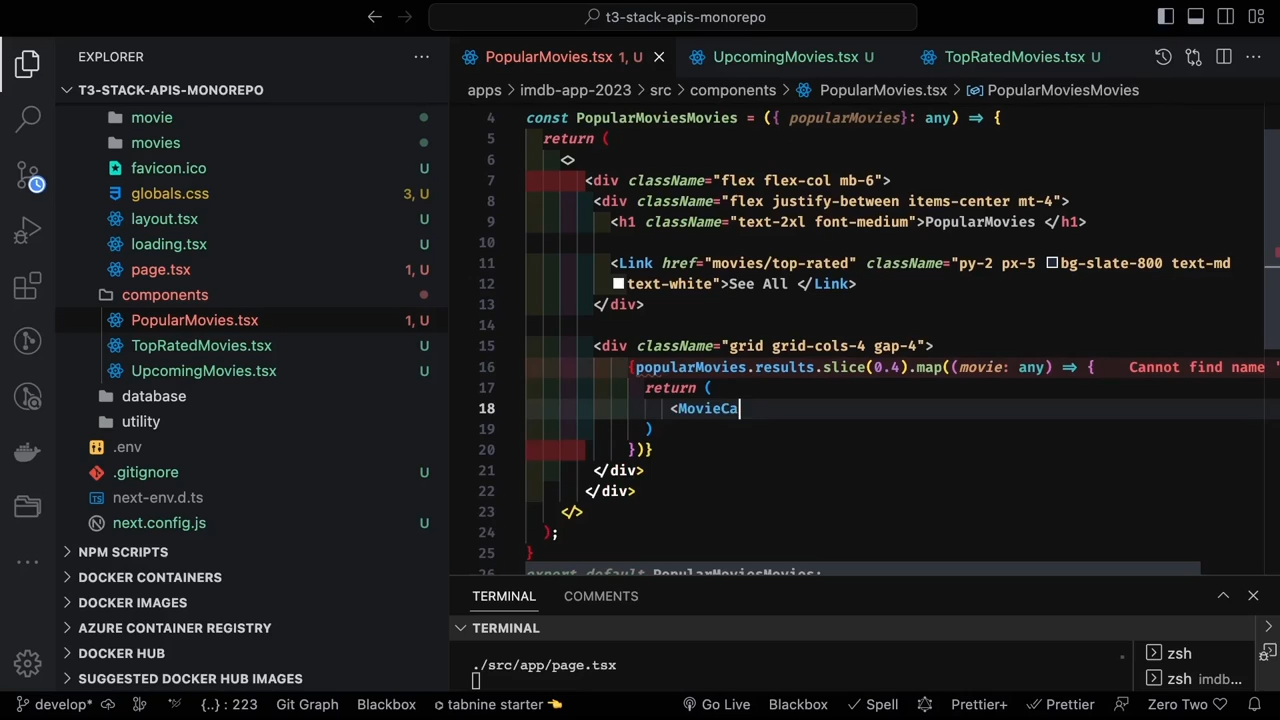 t3-stack-apis-monorepo
EXPLORER
T3-STACK-APIS-MONOREPO
movie
movies
favicon.ico U
globals.css 3, U
layout.tsx U
loading.tsx U
page.tsx 1, U
components
PopularMovies.tsx 1, U
TopRatedMovies.tsx U
UpcomingMovies.tsx U
database
utility
.env
.gitignore U
next-env.d.ts
next.config.js U
NPM SCRIPTS
DOCKER CONTAINERS
DOCKER IMAGES
AZURE CONTAINER REGISTRY
DOCKER HUB
SUGGESTED DOCKER HUB IMAGES
PopularMovies.tsx 1, U UpcomingMovies.tsx U TopRatedMovies.tsx U
apps > imdb-app-2023 > src > components > PopularMovies.tsx > PopularMoviesMovies
4 const PopularMoviesMovies = ({ popularMovies}: any) => {
5 return (
6 <>
7 <div className="flex flex-col mb-6">
8 <div className="flex justify-between items-center mt-4">
9 <h1 className="text-2xl font-medium">PopularMovies </h1>
10
11 <Link href="movies/top-rated" className="py-2 px-5 bg-slate-800 text-md
12 text-white">See All </Link>
13 </div>
14
15 <div className="grid grid-cols-4 gap-4">
16 {popularMovies.results.slice(0.4).map((movie: any) => { Cannot find name '
17 return (
18 <MovieCa
19 )
20 })}
21 </div>
22 </div>
23 </>
24 );
25 }
26 export default PopularMoviesMovies;
TERMINAL COMMENTS
TERMINAL
./src/app/page.tsx
zsh
zsh imdb...
develop* {..} : 223 Git Graph Blackbox tabnine starter 👈 Go Live Blackbox Spell Prettier+ Prettier Zero Two ♡